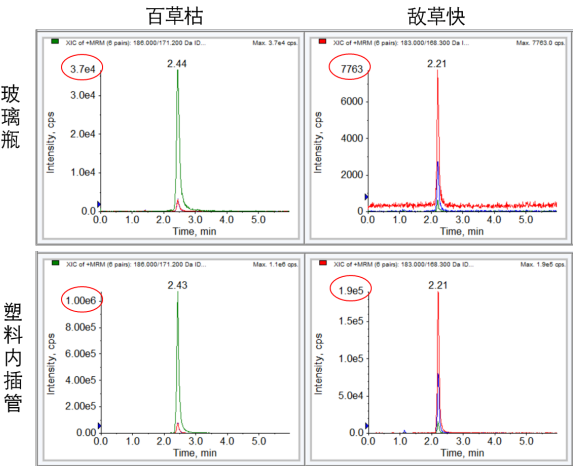 百草枯
敌草快
玻璃瓶
XIC of +MRM (6 pairs): 186.000/171.200 Da ID... Max. 3.7e4 cps.
3.7e4
2.44
3.0e4
2.0e4
1.0e4
0.0
Intensity, cps
0.0 1.0 2.0 3.0 4.0 5.0
Time, min
XIC of +MRM (6 pairs): 183.000/168.300 Da ID... Max. 7763.0 cps.
7763
2.21
6000
4000
2000
0
Intensity, cps
0.0 1.0 2.0 3.0 4.0 5.0
Time, min
塑料内插管
XIC of +MRM (6 pairs): 186.000/171.200 Da ID... Max. 1.1e6 cps.
2.43
1.00e6
8.00e5
6.00e5
4.00e5
2.00e5
0.00
Intensity, cps
0.0 1.0 2.0 3.0 4.0 5.0
Time, min
XIC of +MRM (6 pairs): 183.000/168.300 Da ID... Max. 1.9e5 cps.
1.9e5
2.21
1.5e5
1.0e5
5.0e4
0.0
Intensity, cps
0.0 1.0 2.0 3.0 4.0 5.0
Time, min